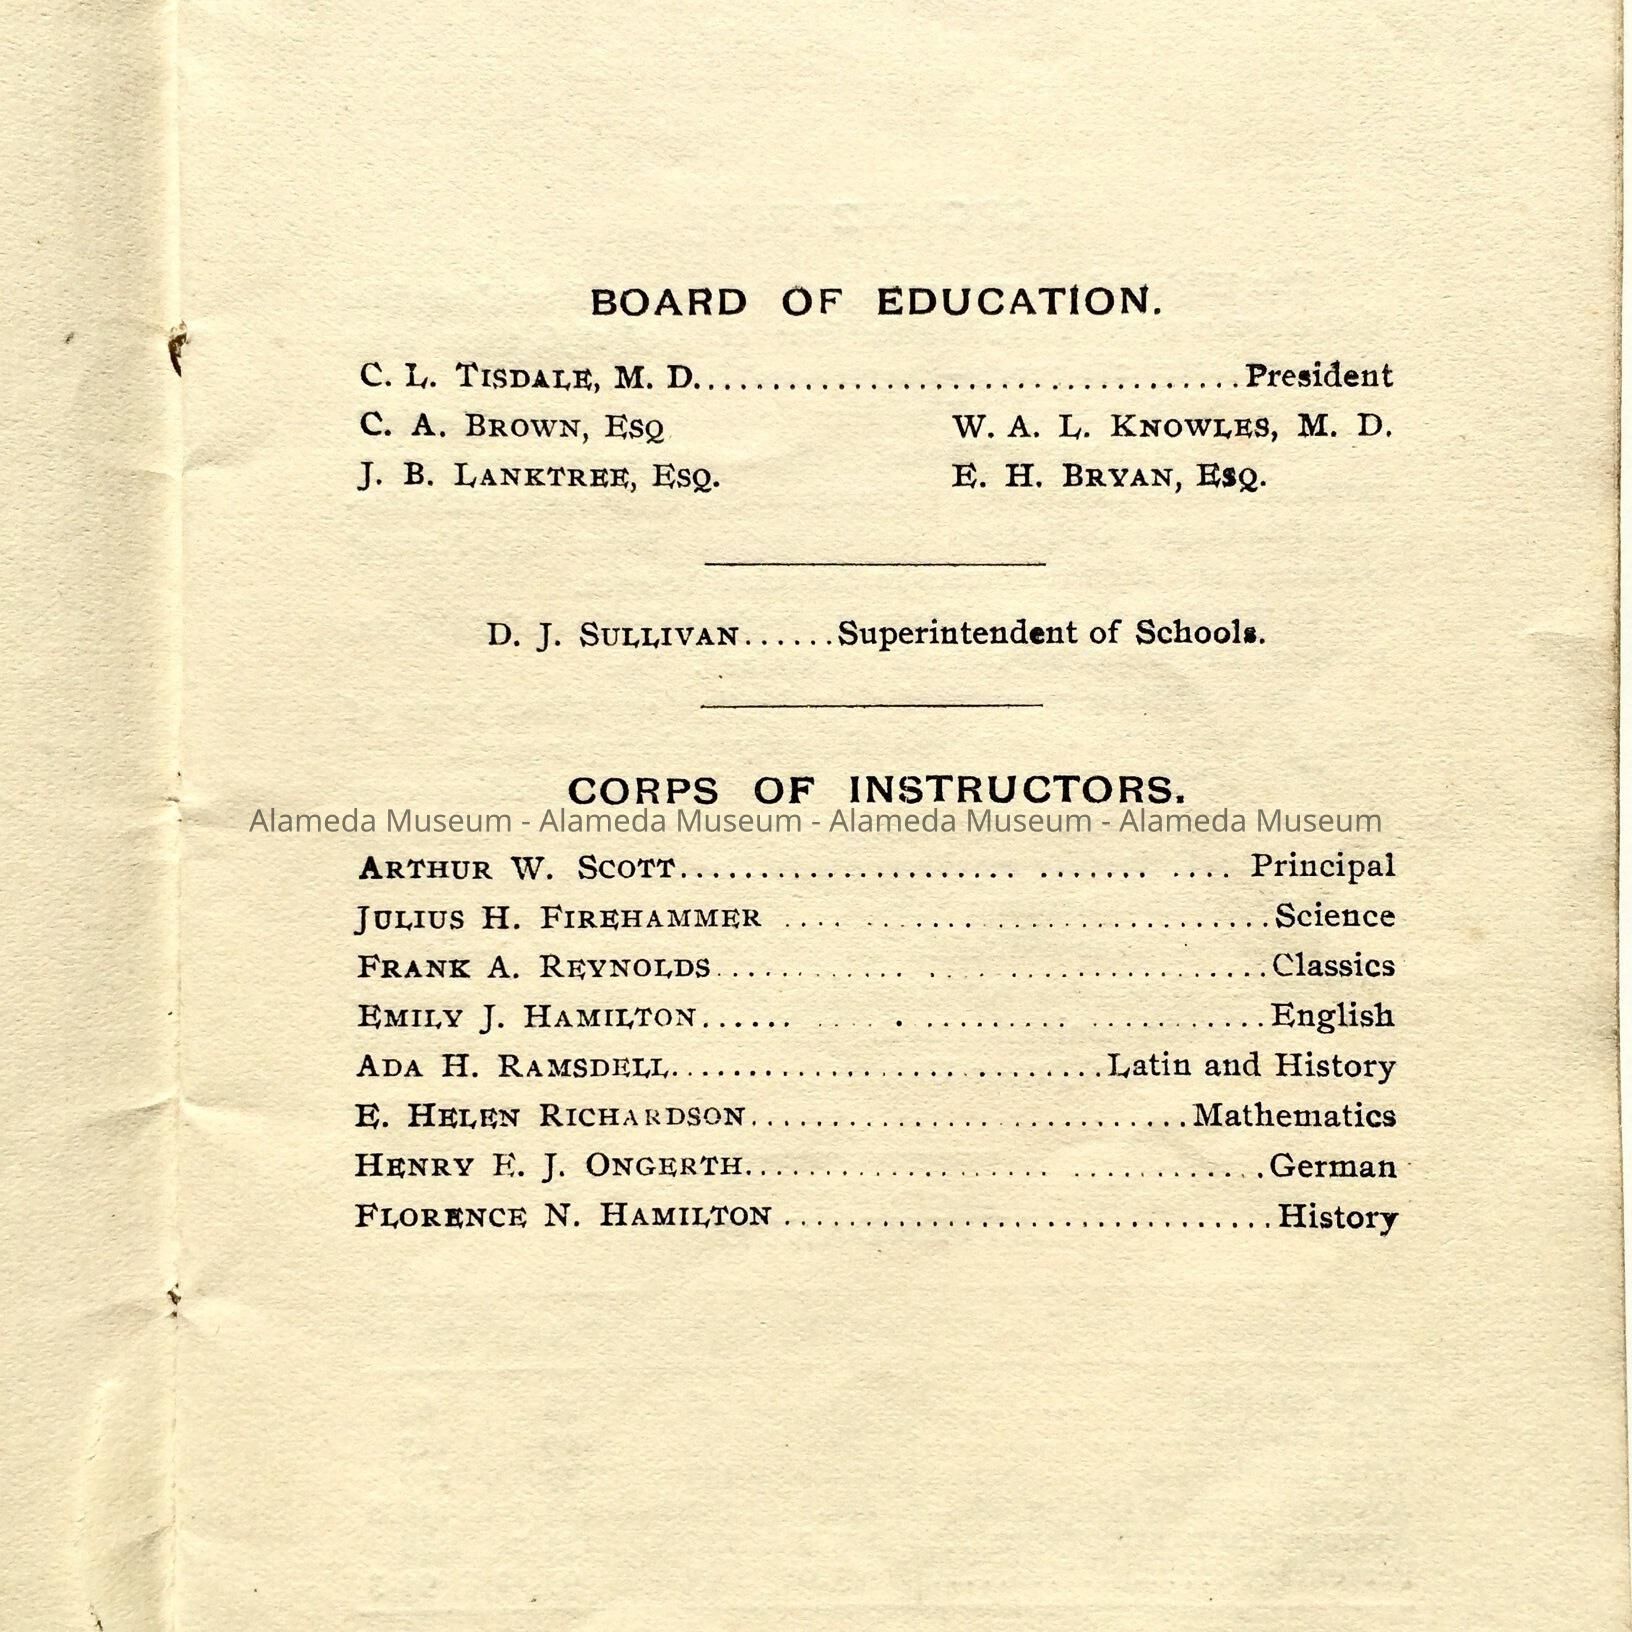 BOARD OF EDUCATION.
C. L. TISDALE, M. D..................................President
C. A. BROWN, ESQ W. A. L. KNOWLES, M. D.
J. B. LANKTREE, ESQ. E. H. BRYAN, ESQ.
D. J. SULLIVAN......Superintendent of Schools.
CORPS OF INSTRUCTORS.
Alameda Museum - Alameda Museum - Alameda Museum - Alameda Museum
ARTHUR W. SCOTT...................... ....... .... Principal
JULIUS H. FIREHAMMER .... ....... ..................Science
FRANK A. REYNOLDS............ .. . .................Classics
EMILY J. HAMILTON...... .... . ......... ...........English
ADA H. RAMSDELL............................Latin and History
E. HELEN RICHARDSON............................Mathematics
HENRY E. J. ONGERTH.................... ............German
FLORENCE N. HAMILTON ...............................History